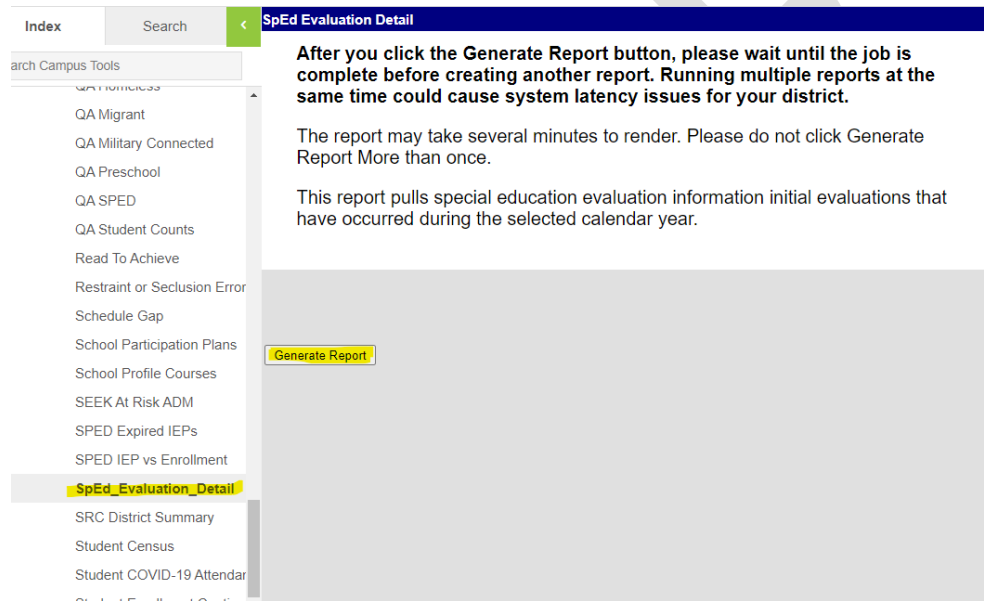 Index
Search
<
SpEd Evaluation Detail
arch Campus Tools
QA Homeless
QA Migrant
QA Military Connected
QA Preschool
QA SPED
QA Student Counts
Read To Achieve
Restraint or Seclusion Error
Schedule Gap
School Participation Plans
School Profile Courses
SEEK At Risk ADM
SPED Expired IEPs
SPED IEP vs Enrollment
SpEd_Evaluation_Detail
SRC District Summary
Student Census
Student COVID-19 Attendan
After you click the Generate Report button, please wait until the job is
complete before creating another report. Running multiple reports at the
same time could cause system latency issues for your district.
The report may take several minutes to render. Please do not click Generate
Report More than once.
This report pulls special education evaluation information initial evaluations that
have occurred during the selected calendar year.
Generate Report